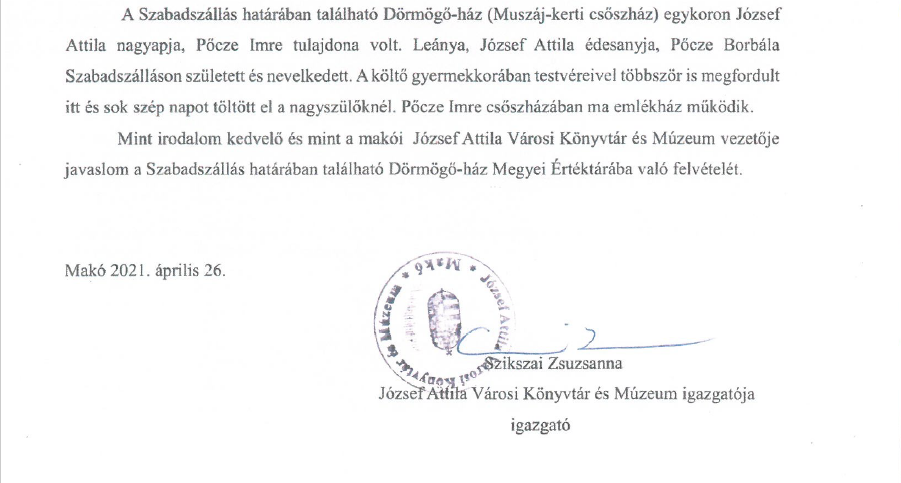 A Szabadszállás határában található Dörmögő-ház (Muszáj-kerti csőszház) egykoron József
Attila nagyapja, Pőcze Imre tulajdona volt. Leánya, József Attila édesanyja, Pőcze Borbála
Szabadszálláson született és nevelkedett. A költő gyermekkorában testvéreivel többször is megfordult
itt és sok szép napot töltött el a nagyszülőknél. Pőcze Imre csőszházában ma emlékház működik.
Mint irodalom kedvelő és mint a makói József Attila Városi Könyvtár és Múzeum vezetője
javaslom a Szabadszállás határában található Dörmögő-ház Megyei Értéktárába való felvételét.
Makó 2021. április 26.
József Attila Városi Könyvtár és Múzeum * Makó *
Szikszai Zsuzsanna
József Attila Városi Könyvtár és Múzeum igazgatója
igazgató